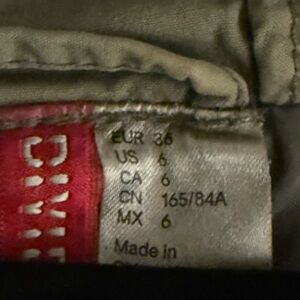 EUR 36
US 6
CA 6
CN 165/84A
MX 6
Made in